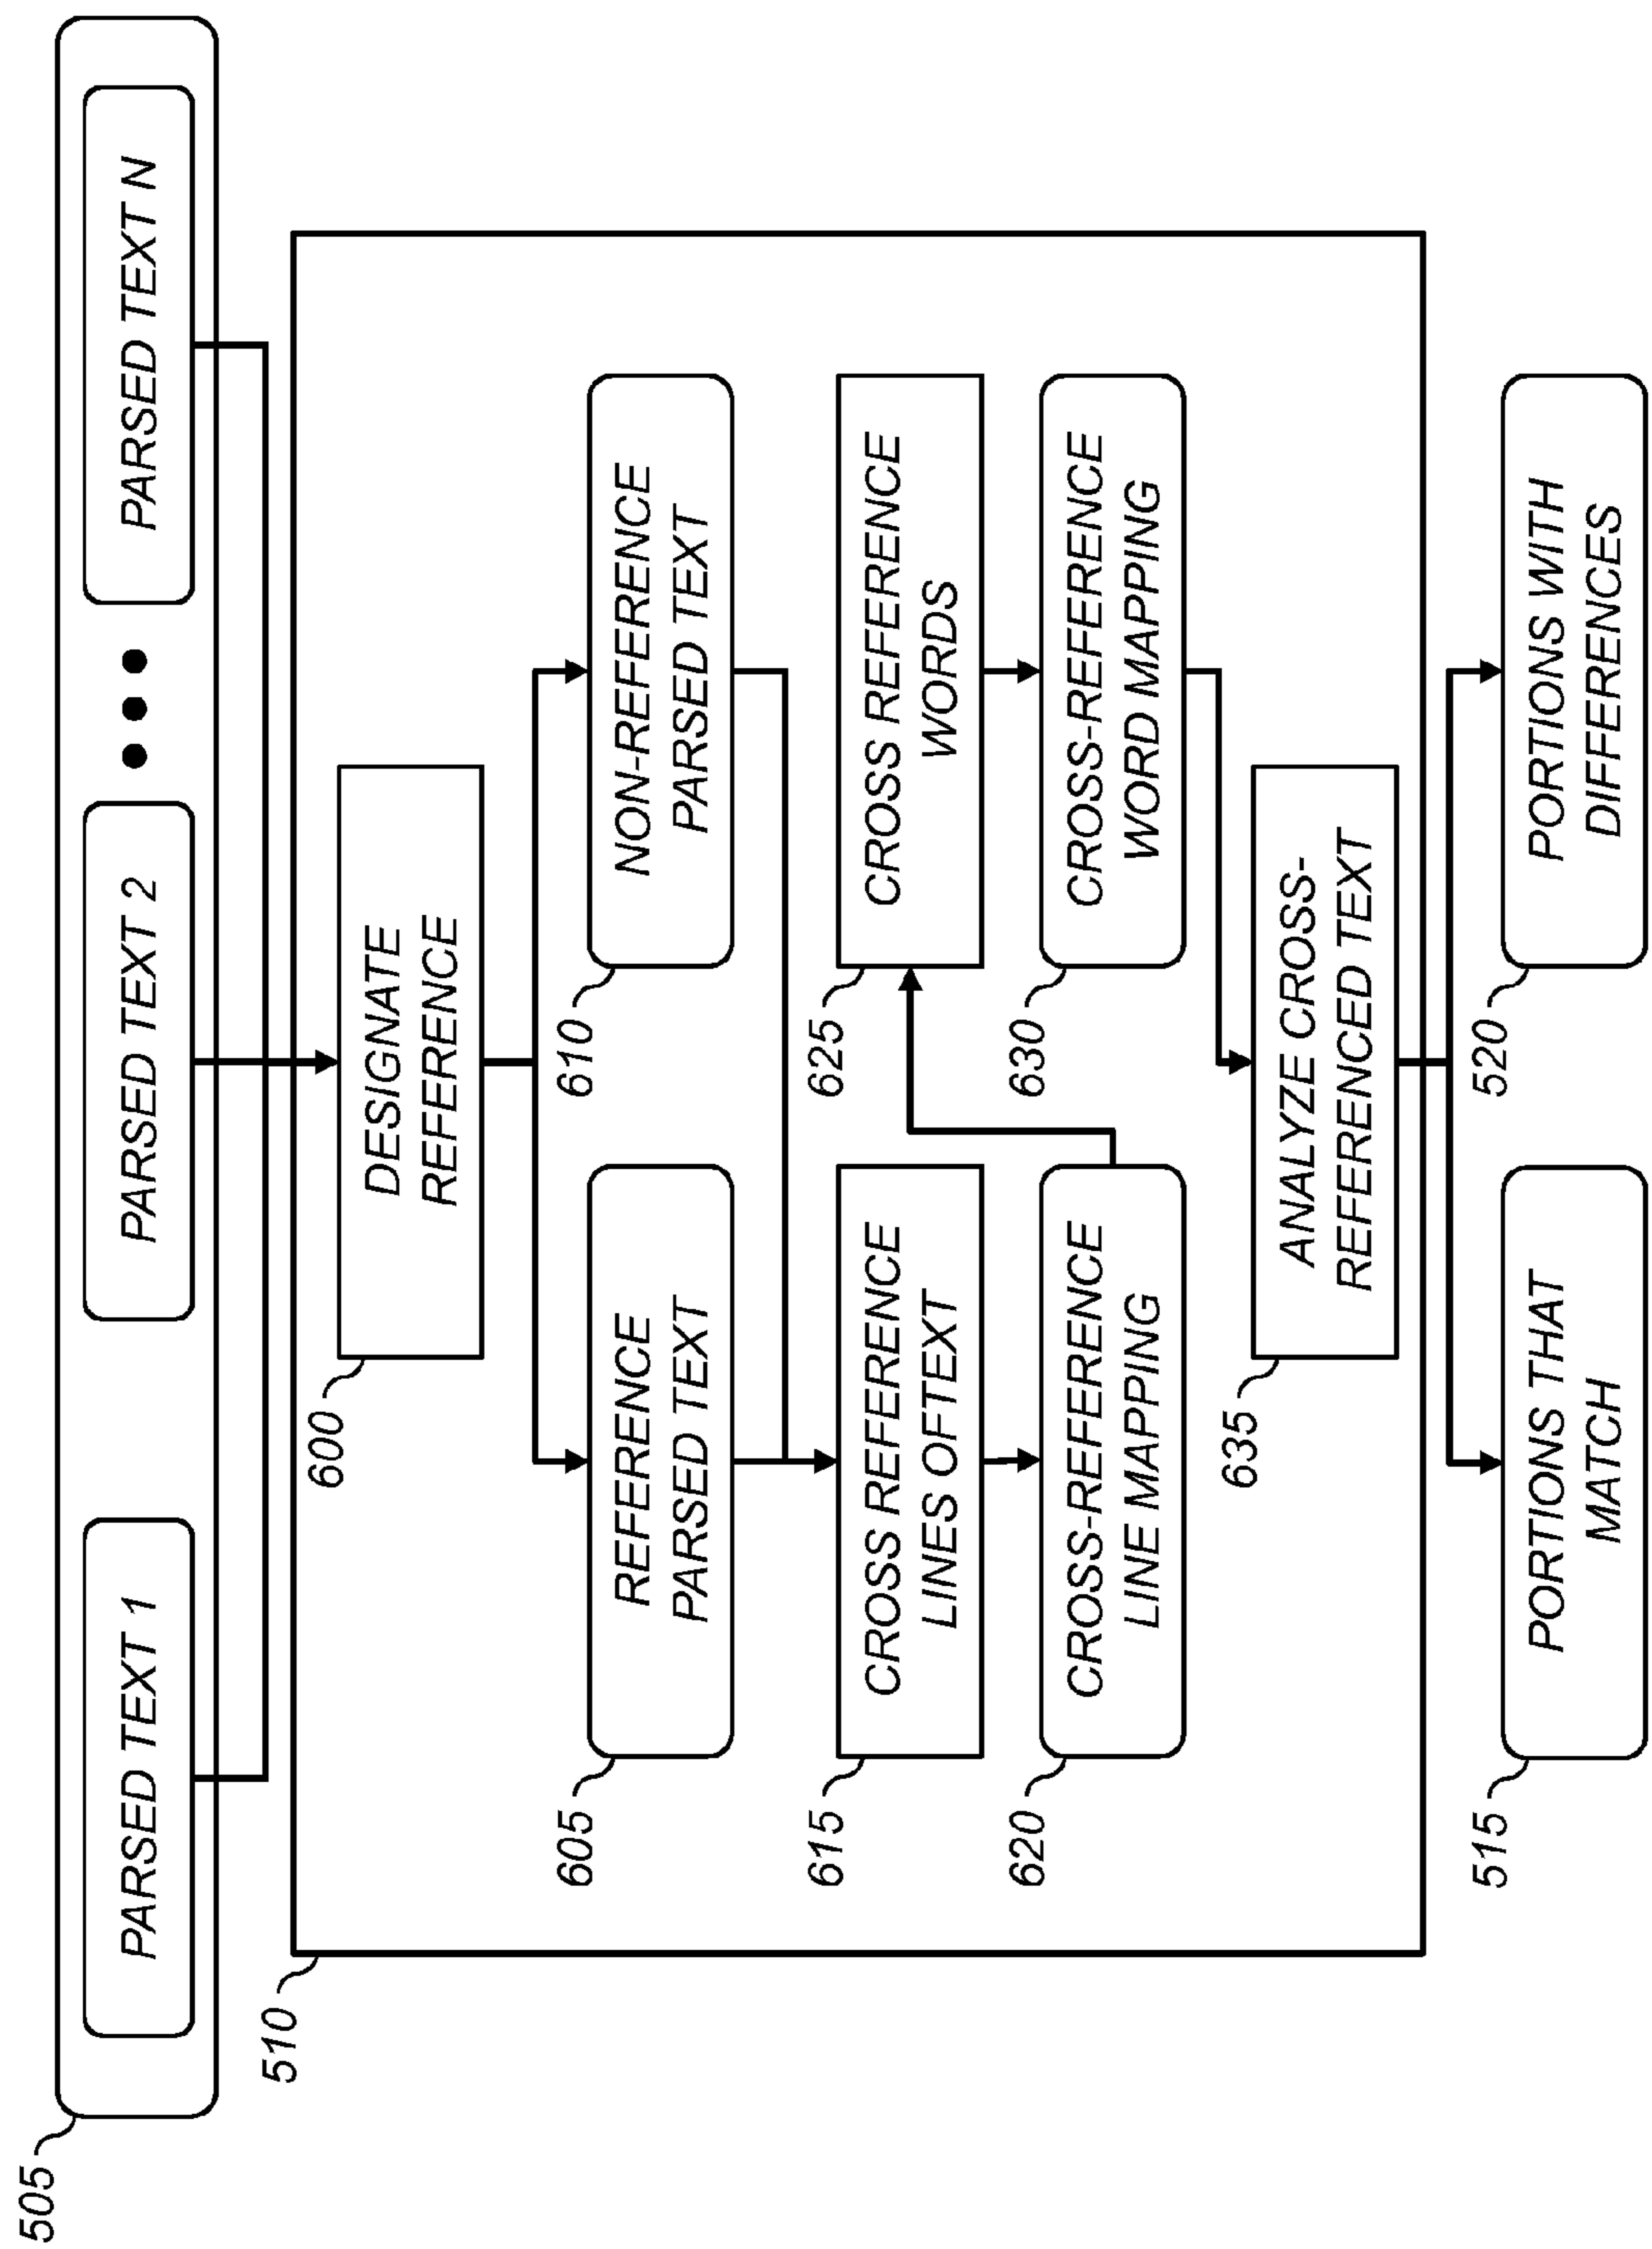 505
PARSED TEXT 1
PARSED TEXT 2
PARSED TEXT N
510
600
DESIGNATE
REFERENCE
605
REFERENCE
PARSED TEXT
610
NON-REFERENCE
PARSED TEXT
615
CROSS REFERENCE
LINES OFTEXT
625
CROSS REFERENCE
WORDS
620
CROSS-REFERENCE
LINE MAPPING
630
CROSS-REFERENCE
WORD MAPPING
635
ANALYZE CROSS-
REFERENCED TEXT
515
PORTIONS THAT
MATCH
520
PORTIONS WITH
DIFFERENCES